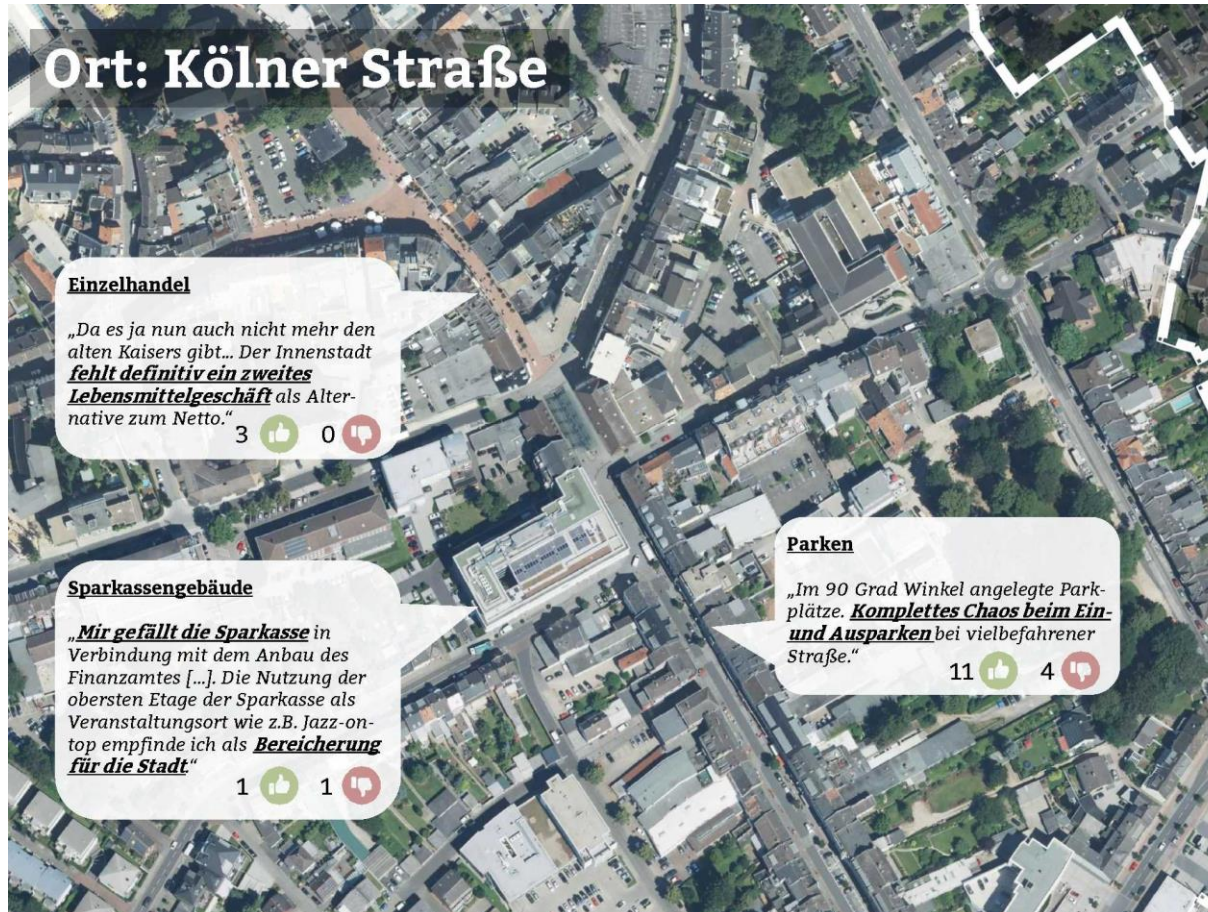 Ort: Kölner Straße
Einzelhandel
„Da es ja nun auch nicht mehr den
alten Kaisers gibt... Der Innenstadt
fehlt definitiv ein zweites
Lebensmittelgeschäft als Alter-
native zum Netto.“
3 0
Sparkassengebäude
„Mir gefällt die Sparkasse in
Verbindung mit dem Anbau des
Finanzamtes [...]. Die Nutzung der
obersten Etage der Sparkasse als
Veranstaltungsort wie z.B. Jazz-on-
top empfinde ich als Bereicherung
für die Stadt.“
1 1
Parken
„Im 90 Grad Winkel angelegte Park-
plätze. Komplettes Chaos beim Ein-
und Ausparken bei vielbefahrener
Straße.“
11 4